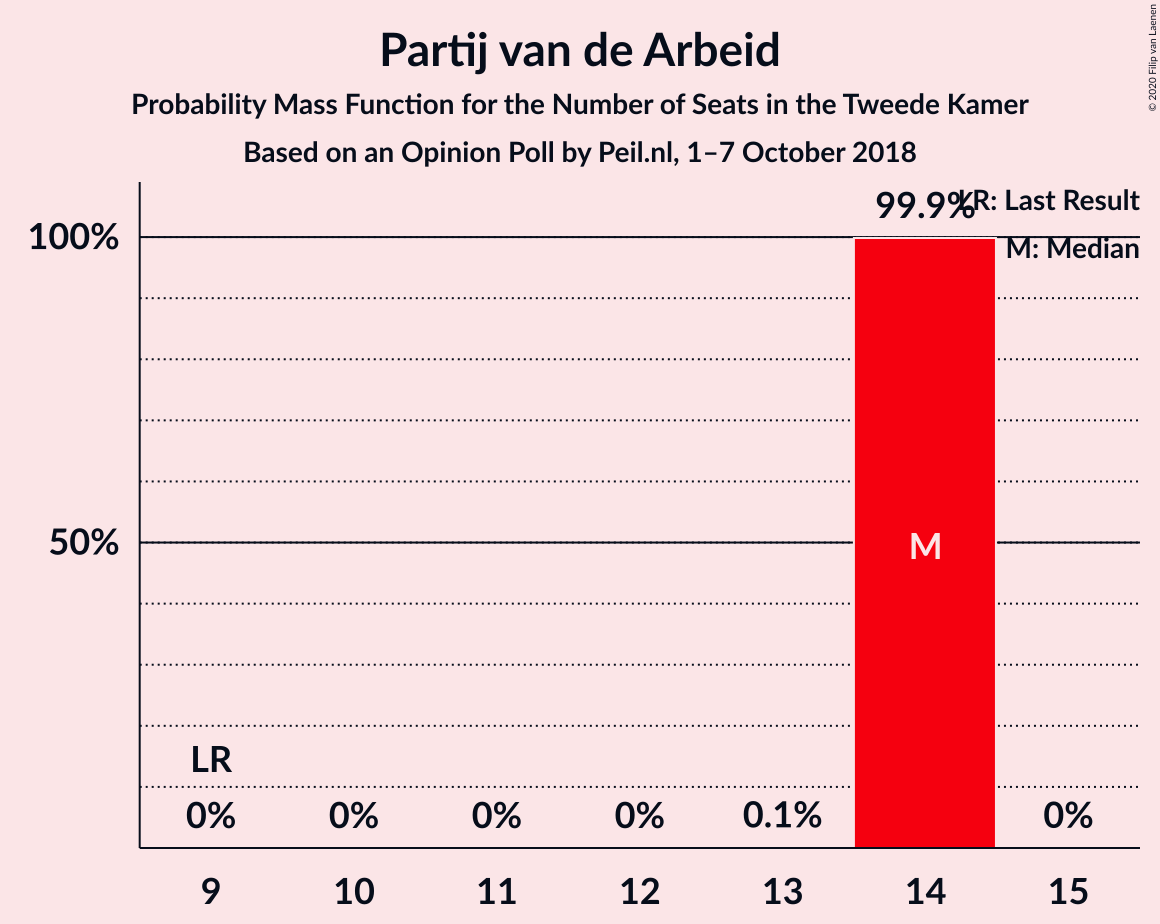 Partij van de Arbeid
Probability Mass Function for the Number of Seats in the Tweede Kamer
Based on an Opinion Poll by Peil.nl, 1–7 October 2018
© 2020 Filip van Laenen
99.9%
LR: Last Result
M: Median
100%
50%
M
LR
0% 0% 0% 0% 0.1% 0%
9 10 11 12 13 14 15